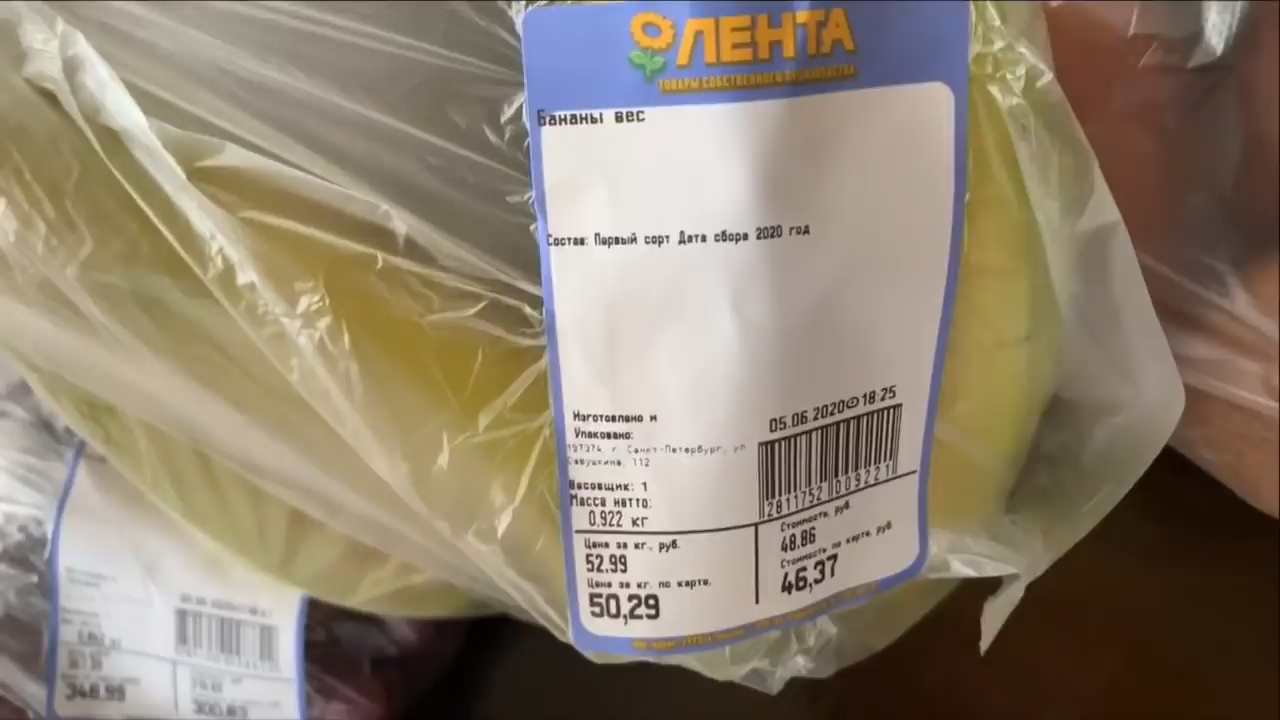 ЛЕНТА
ТОВАРЫ СОБСТВЕННОГО ПРОИЗВОДСТВА
Бананы вес
Состав: Первый сорт Дата сбора 2020 год
Изготовлено и
Упаковано:
197374, г. Санкт-Петербург, ул.
Савушкина, 112
Весовщик: 1
Масса нетто:
0,922 кг
05.06.2020 18:25
2811752 009221
Цена за кг., руб.
52,99
Цена за кг. по карте,
50,29
Стоимость, руб.
48,86
Стоимость по карте, руб.
46,37
348,99